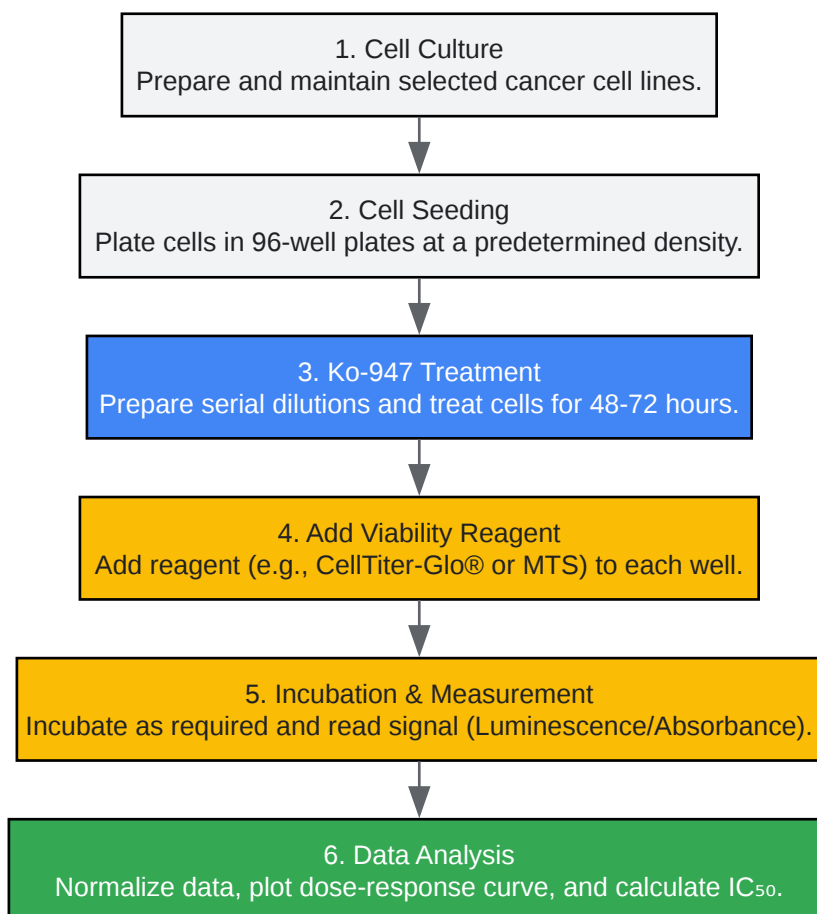 1. Cell Culture
Prepare and maintain selected cancer cell lines.
2. Cell Seeding
Plate cells in 96-well plates at a predetermined density.
3. Ko-947 Treatment
Prepare serial dilutions and treat cells for 48-72 hours.
4. Add Viability Reagent
Add reagent (e.g., CellTiter-Glo® or MTS) to each well.
5. Incubation & Measurement
Incubate as required and read signal (Luminescence/Absorbance).
6. Data Analysis
Normalize data, plot dose-response curve, and calculate IC₅₀.